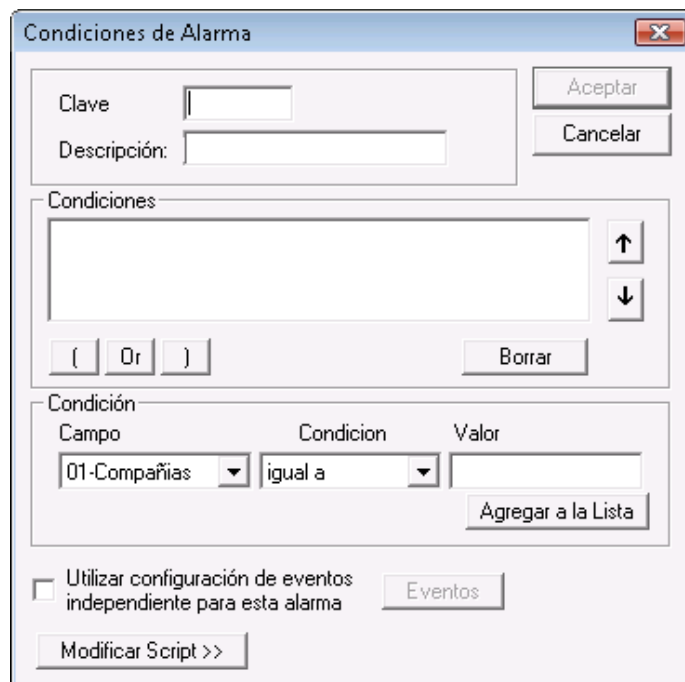 Condiciones de Alarma
Clave
Aceptar
Descripción:
Cancelar
Condiciones
( Or )
Borrar
Condición
Campo Condicion Valor
01-Compañias igual a
Agregar a la Lista
Utilizar configuración de eventos
independiente para esta alarma
Eventos
Modificar Script >>